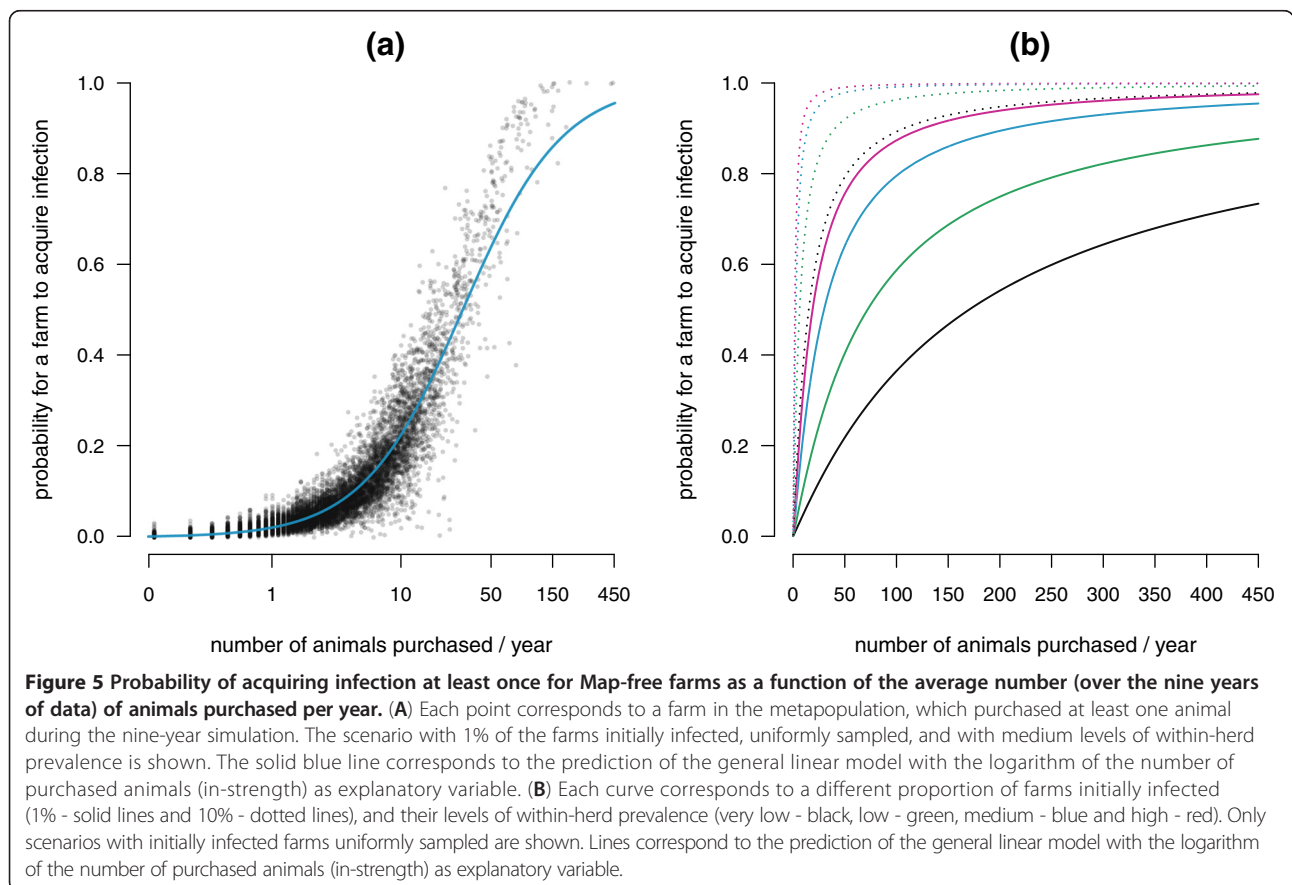 (a)
(b)
probability for a farm to acquire infection
1.0
0.8
0.6
0.4
0.2
0.0
0 1 10 50 150 450
number of animals purchased / year
probability for a farm to acquire infection
1.0
0.8
0.6
0.4
0.2
0.0
0 50 100 150 200 250 300 350 400 450
number of animals purchased / year
Figure 5 Probability of acquiring infection at least once for Map-free farms as a function of the average number (over the nine years
of data) of animals purchased per year. (A) Each point corresponds to a farm in the metapopulation, which purchased at least one animal
during the nine-year simulation. The scenario with 1% of the farms initially infected, uniformly sampled, and with medium levels of within-herd
prevalence is shown. The solid blue line corresponds to the prediction of the general linear model with the logarithm of the number of
purchased animals (in-strength) as explanatory variable. (B) Each curve corresponds to a different proportion of farms initially infected
(1% - solid lines and 10% - dotted lines), and their levels of within-herd prevalence (very low - black, low - green, medium - blue and high - red). Only
scenarios with initially infected farms uniformly sampled are shown. Lines correspond to the prediction of the general linear model with the logarithm
of the number of purchased animals (in-strength) as explanatory variable.